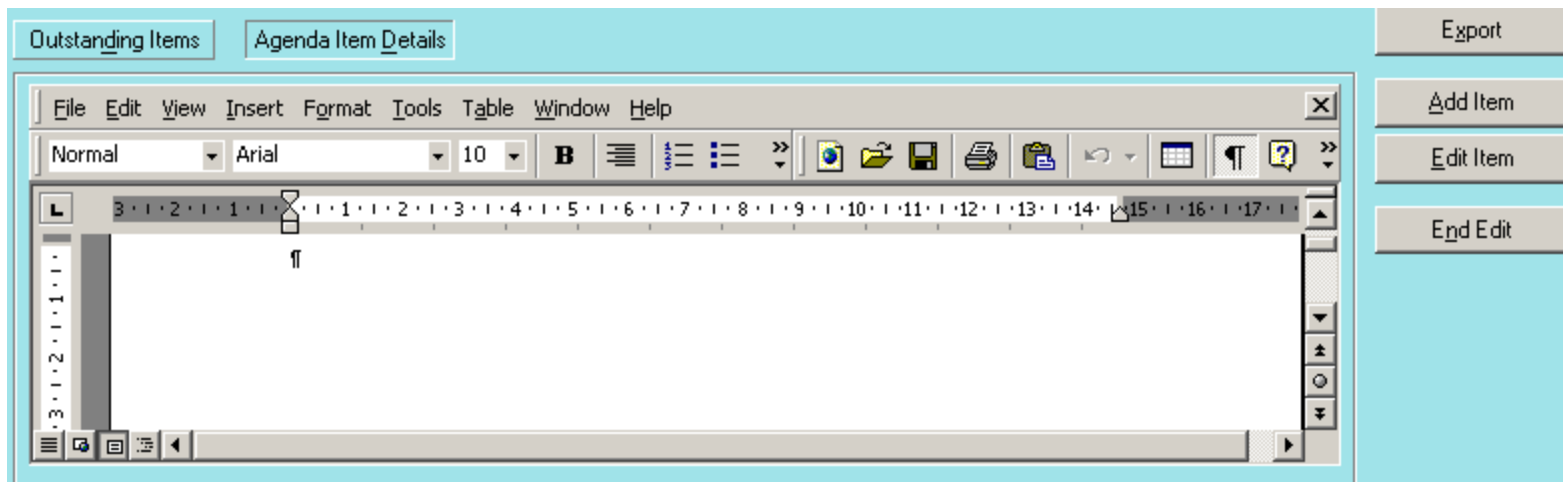 Outstanding Items Agenda Item Details Export
File Edit View Insert Format Tools Table Window Help Add Item
Normal Arial 10 B ¶ Edit Item
L 3 2 1 1 2 3 4 5 6 7 8 9 10 11 12 13 14 15 16 17
End Edit
¶
1
2
3